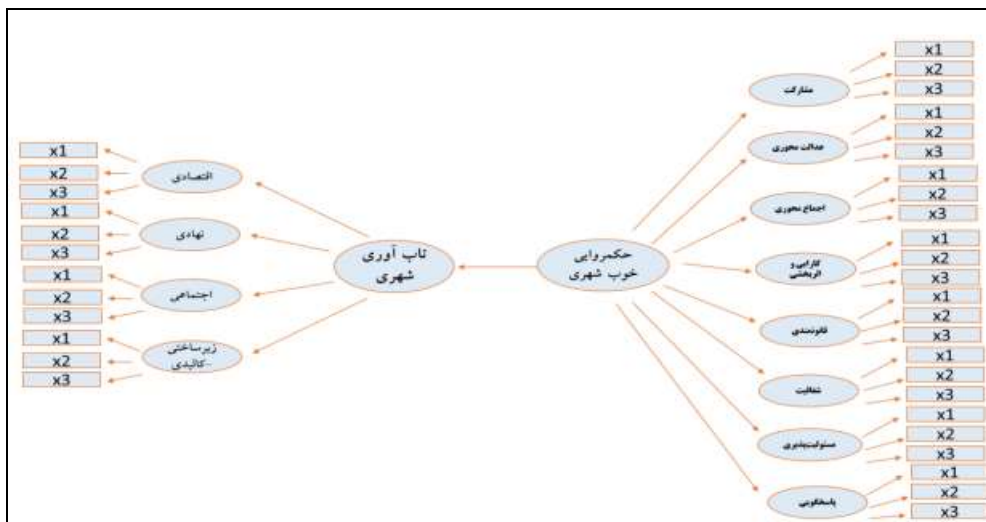 x1
x2
x3
مشارکت
x1
x2
x3
عدالت محوری
x1
x2
x3
اجماع محوری
x1
x2
x3
کارایی و
اثربخشی
x1
x2
x3
قانونمندی
x1
x2
x3
شفافیت
x1
x2
x3
مسئولیت‌پذیری
x1
x2
x3
پاسخگویی
حکمروایی
خوب شهری
تاب آوری
شهری
اقتصادی
x1
x2
x3
نهادی
x1
x2
x3
اجتماعی
x1
x2
x3
زیرساختی
-کالبدی
x1
x2
x3